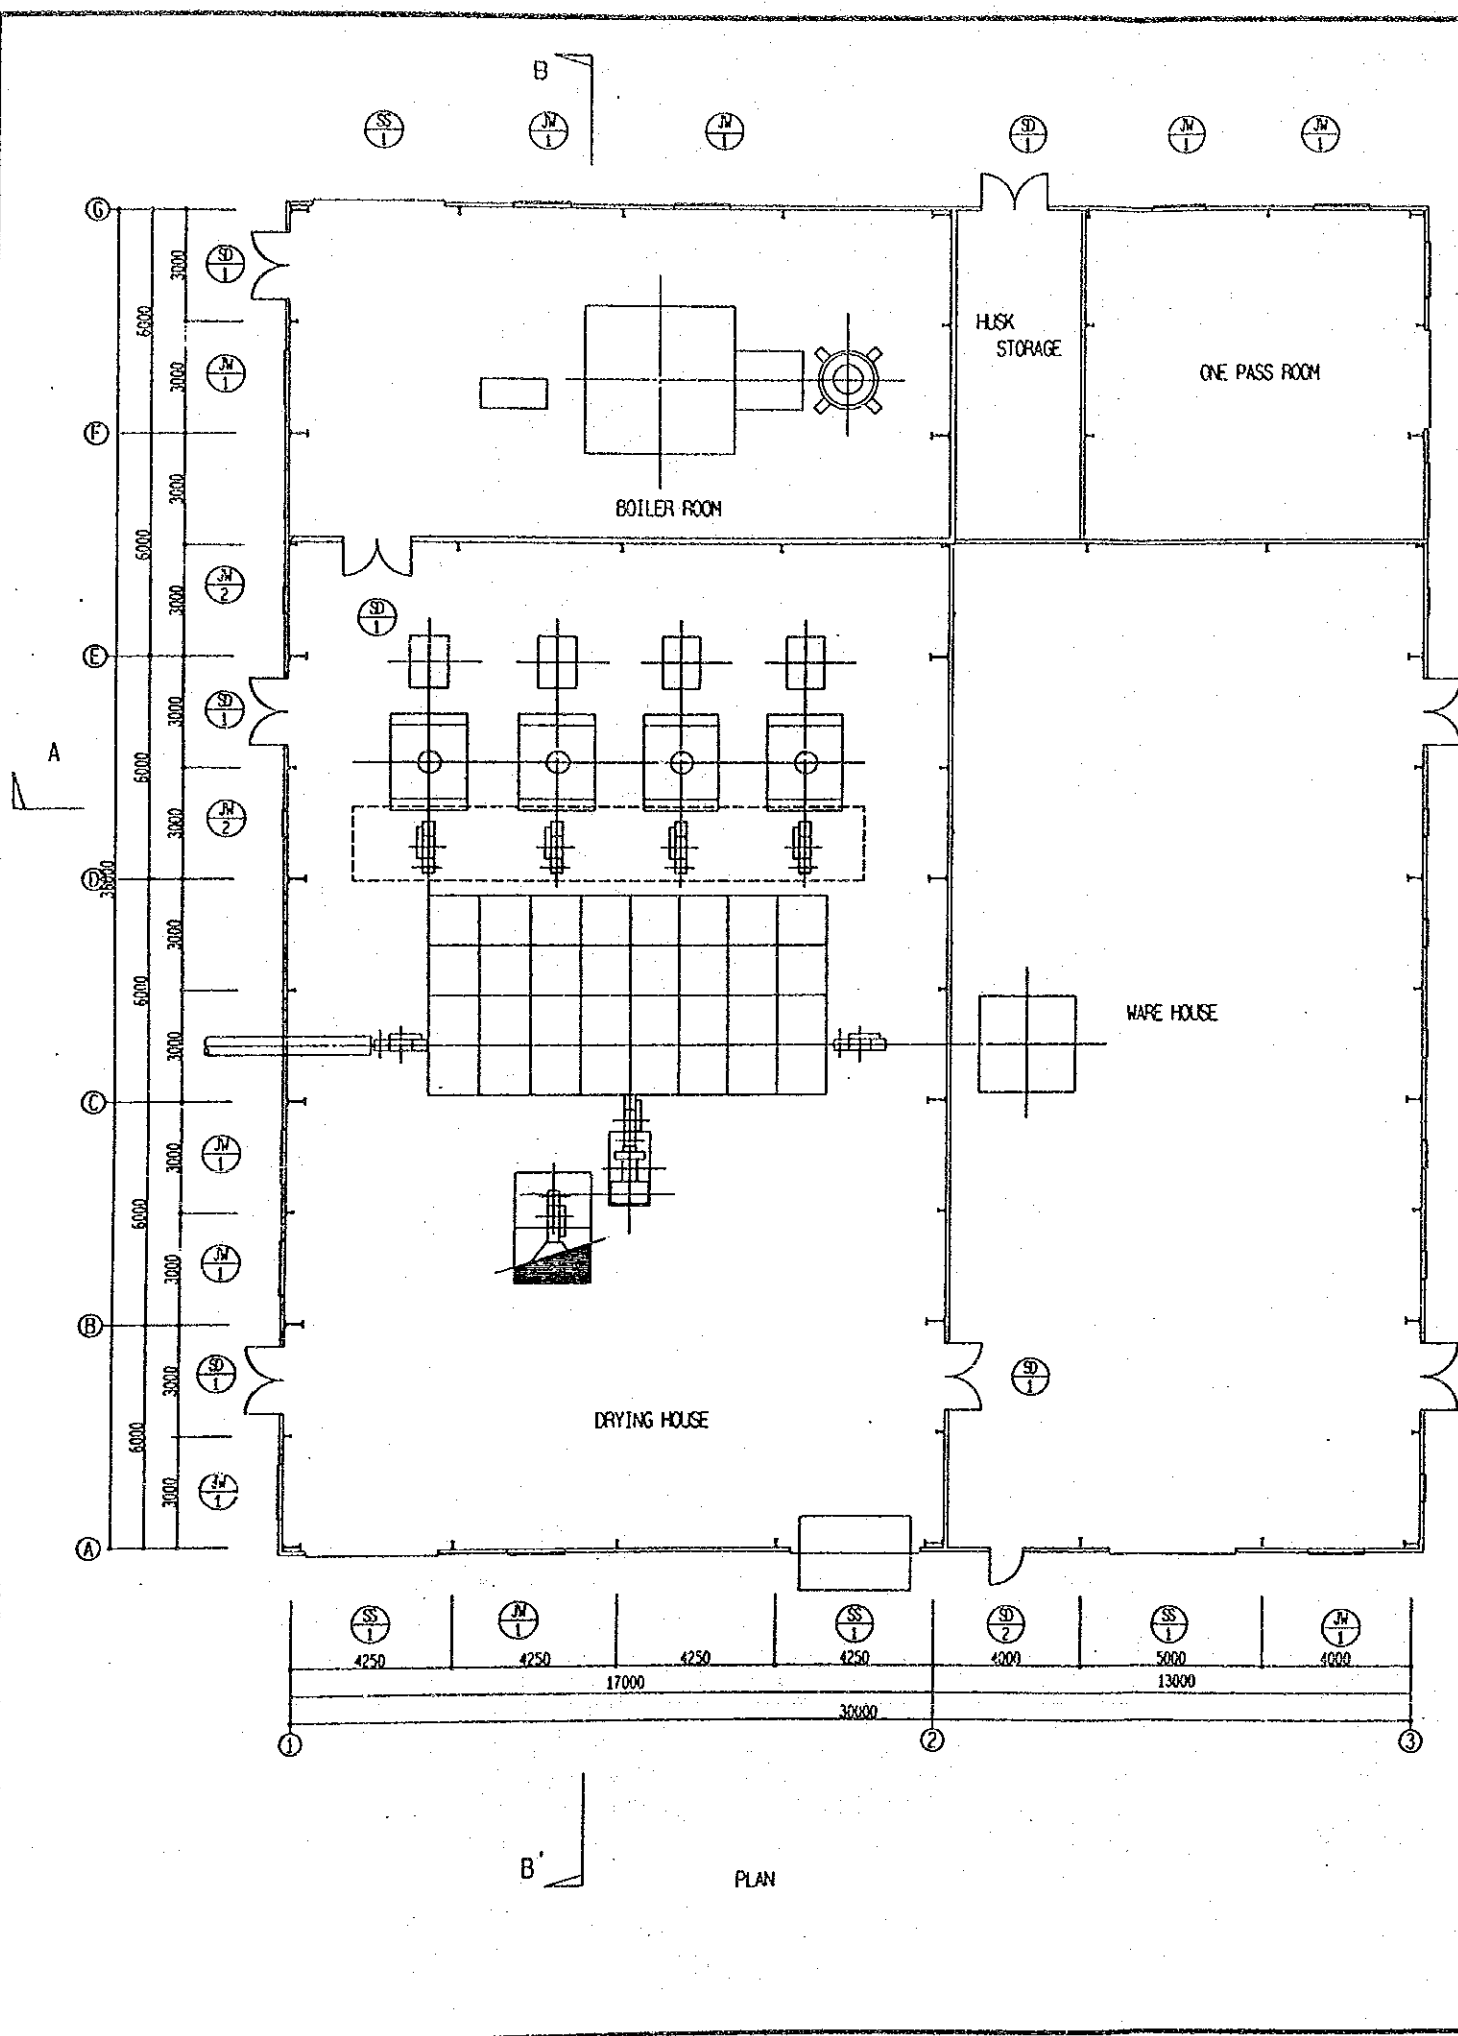 B
SS
1
JW
1
JW
1
SD
1
JW
1
JW
1
G
3000
SD
1
6000
HUSK
STORAGE
ONE PASS ROOM
3000
JW
1
F
3000
BOILER ROOM
6000
3000
JW
2
SD
1
E
3000
SD
1
A
6000
3000
JW
2
D
3000
6000
WARE HOUSE
3000
C
3000
JW
1
6000
3000
JW
1
B
3000
SD
1
SD
1
DRYING HOUSE
6000
3000
JW
1
A
SS
1
JW
1
SS
1
SD
2
SS
1
JW
1
4250 4250 4250 4250 4000 5000 4000
17000 13000
30000
1 2 3
B'
PLAN